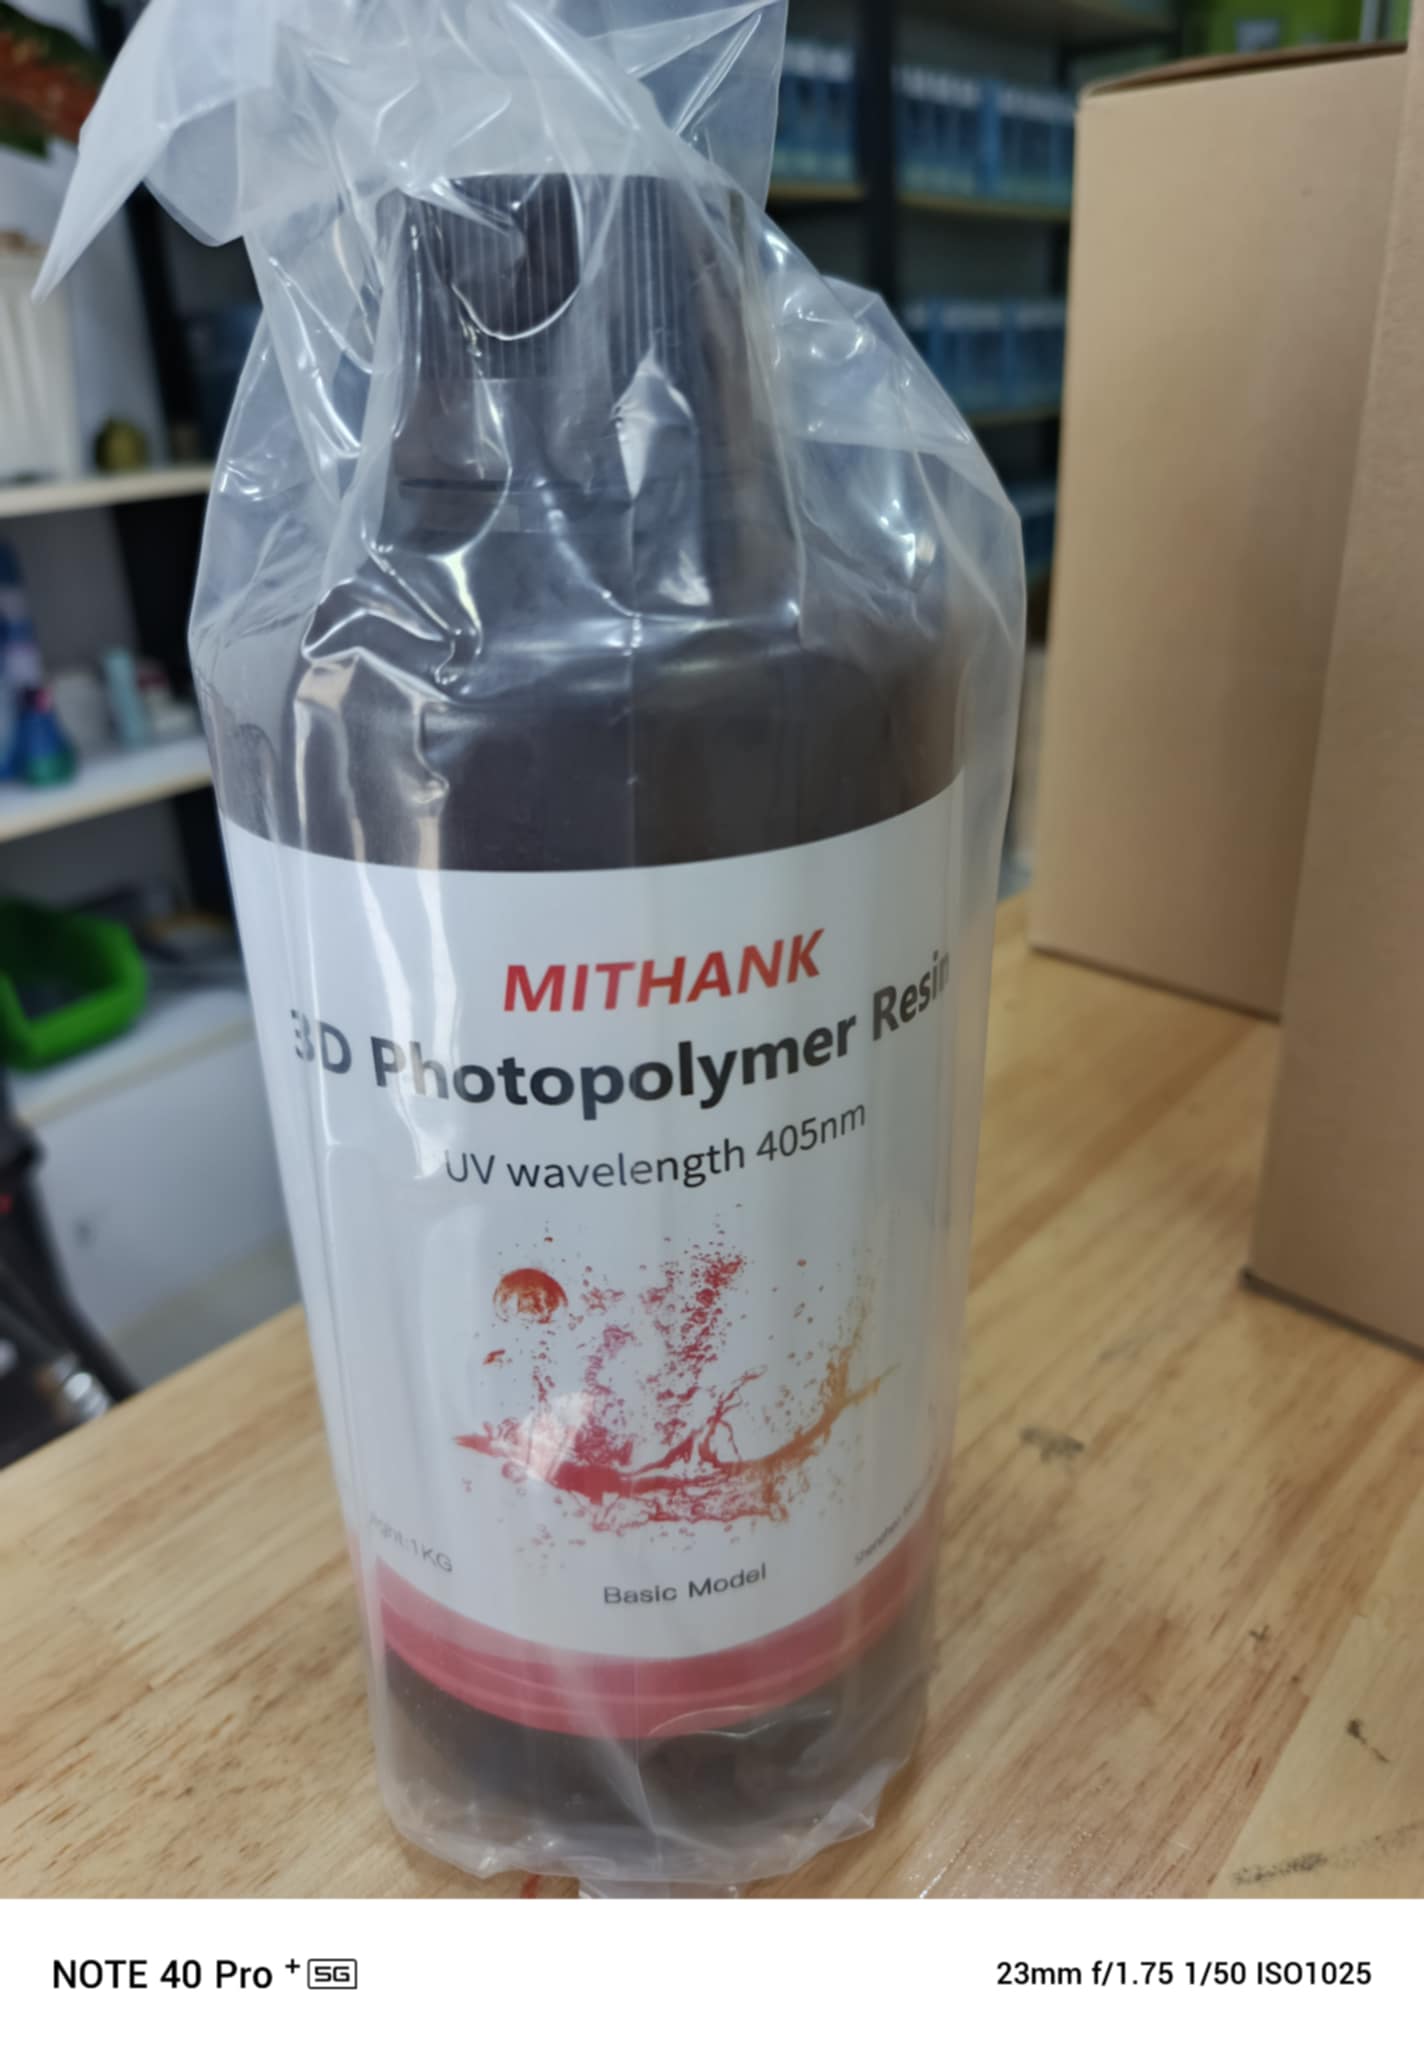 MITHANK
3D Photopolymer Resin
UV wavelength 405nm
1KG
Basic Model
NOTE 40 Pro+ 5G
23mm f/1.75 1/50 ISO1025